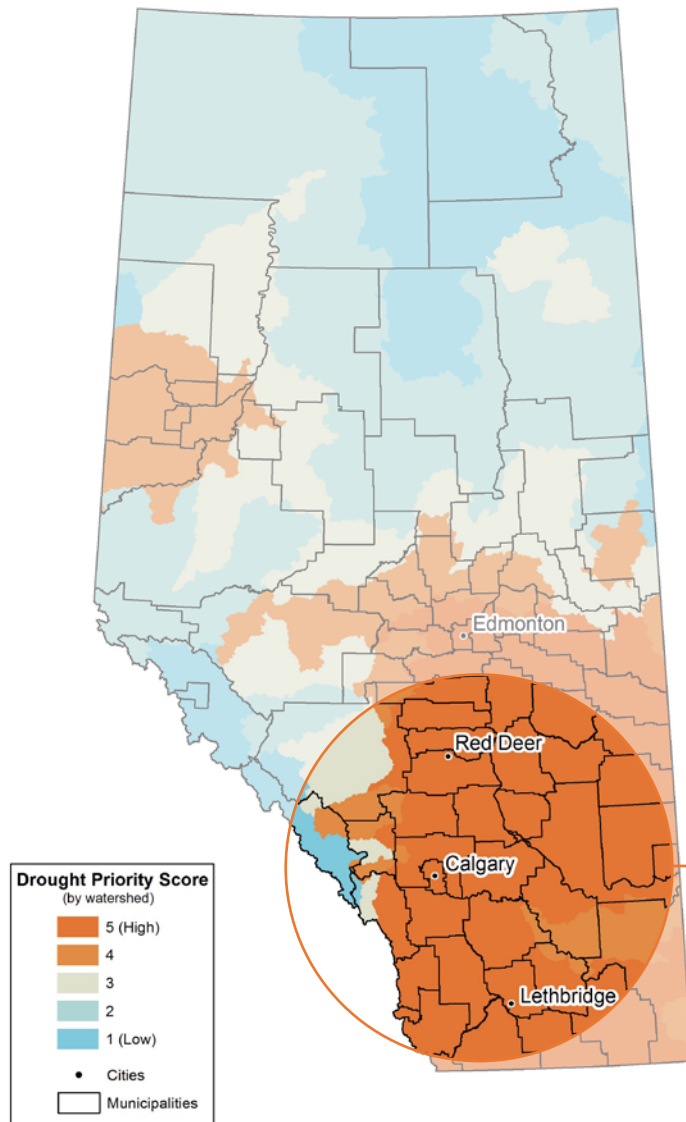 Edmonton
Red Deer
Calgary
Lethbridge
Drought Priority Score
(by watershed)
5 (High)
4
3
2
1 (Low)
Cities
Municipalities